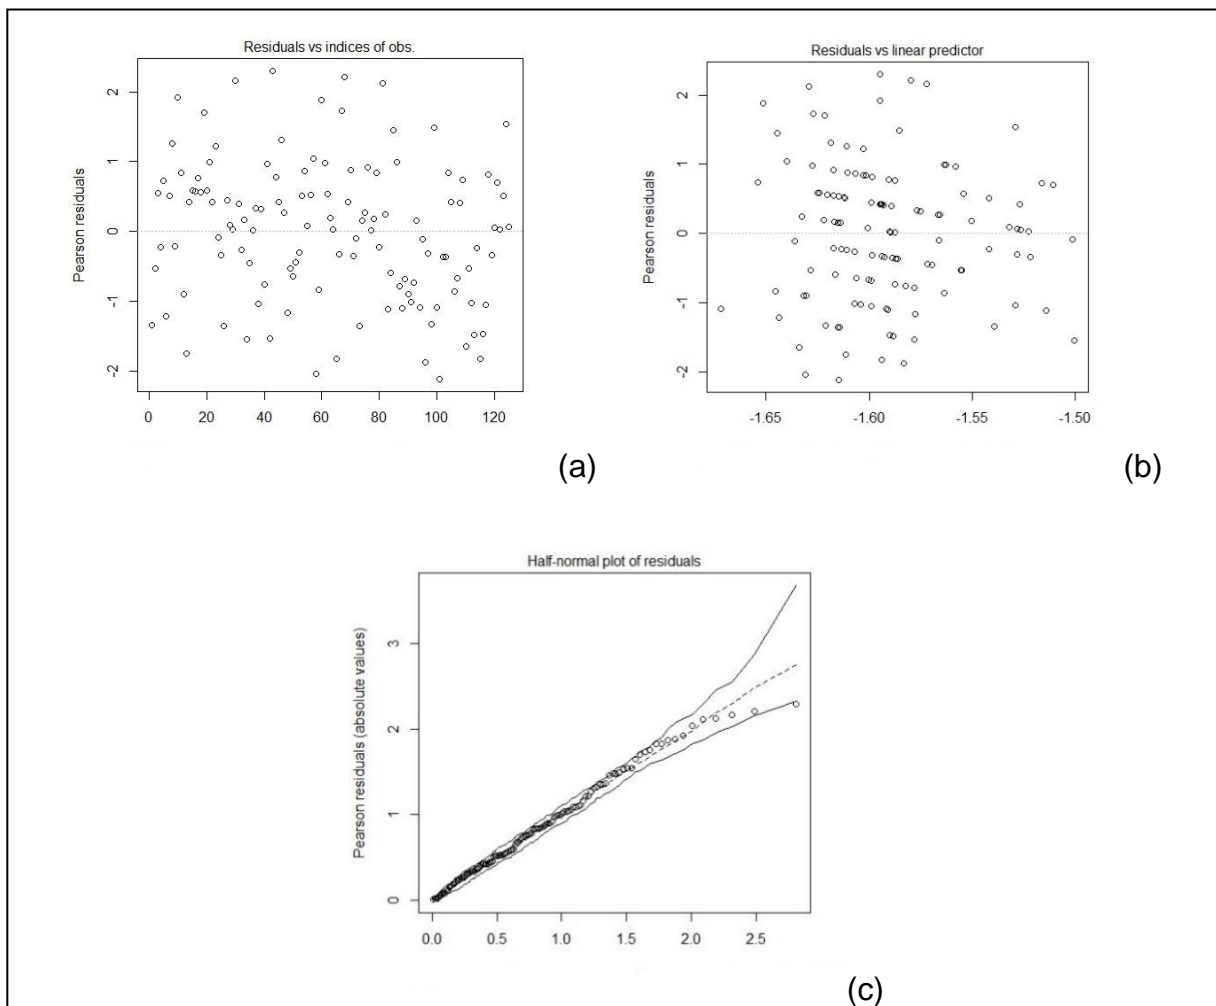 Residuals vs indices of obs.
Pearson residuals
2
1
0
-1
-2
0 20 40 60 80 100 120
(a)
Residuals vs linear predictor
Pearson residuals
2
1
0
-1
-2
-1.65 -1.60 -1.55 -1.50
(b)
Half-normal plot of residuals
Pearson residuals (absolute values)
3
2
1
0
0.0 0.5 1.0 1.5 2.0 2.5
(c)